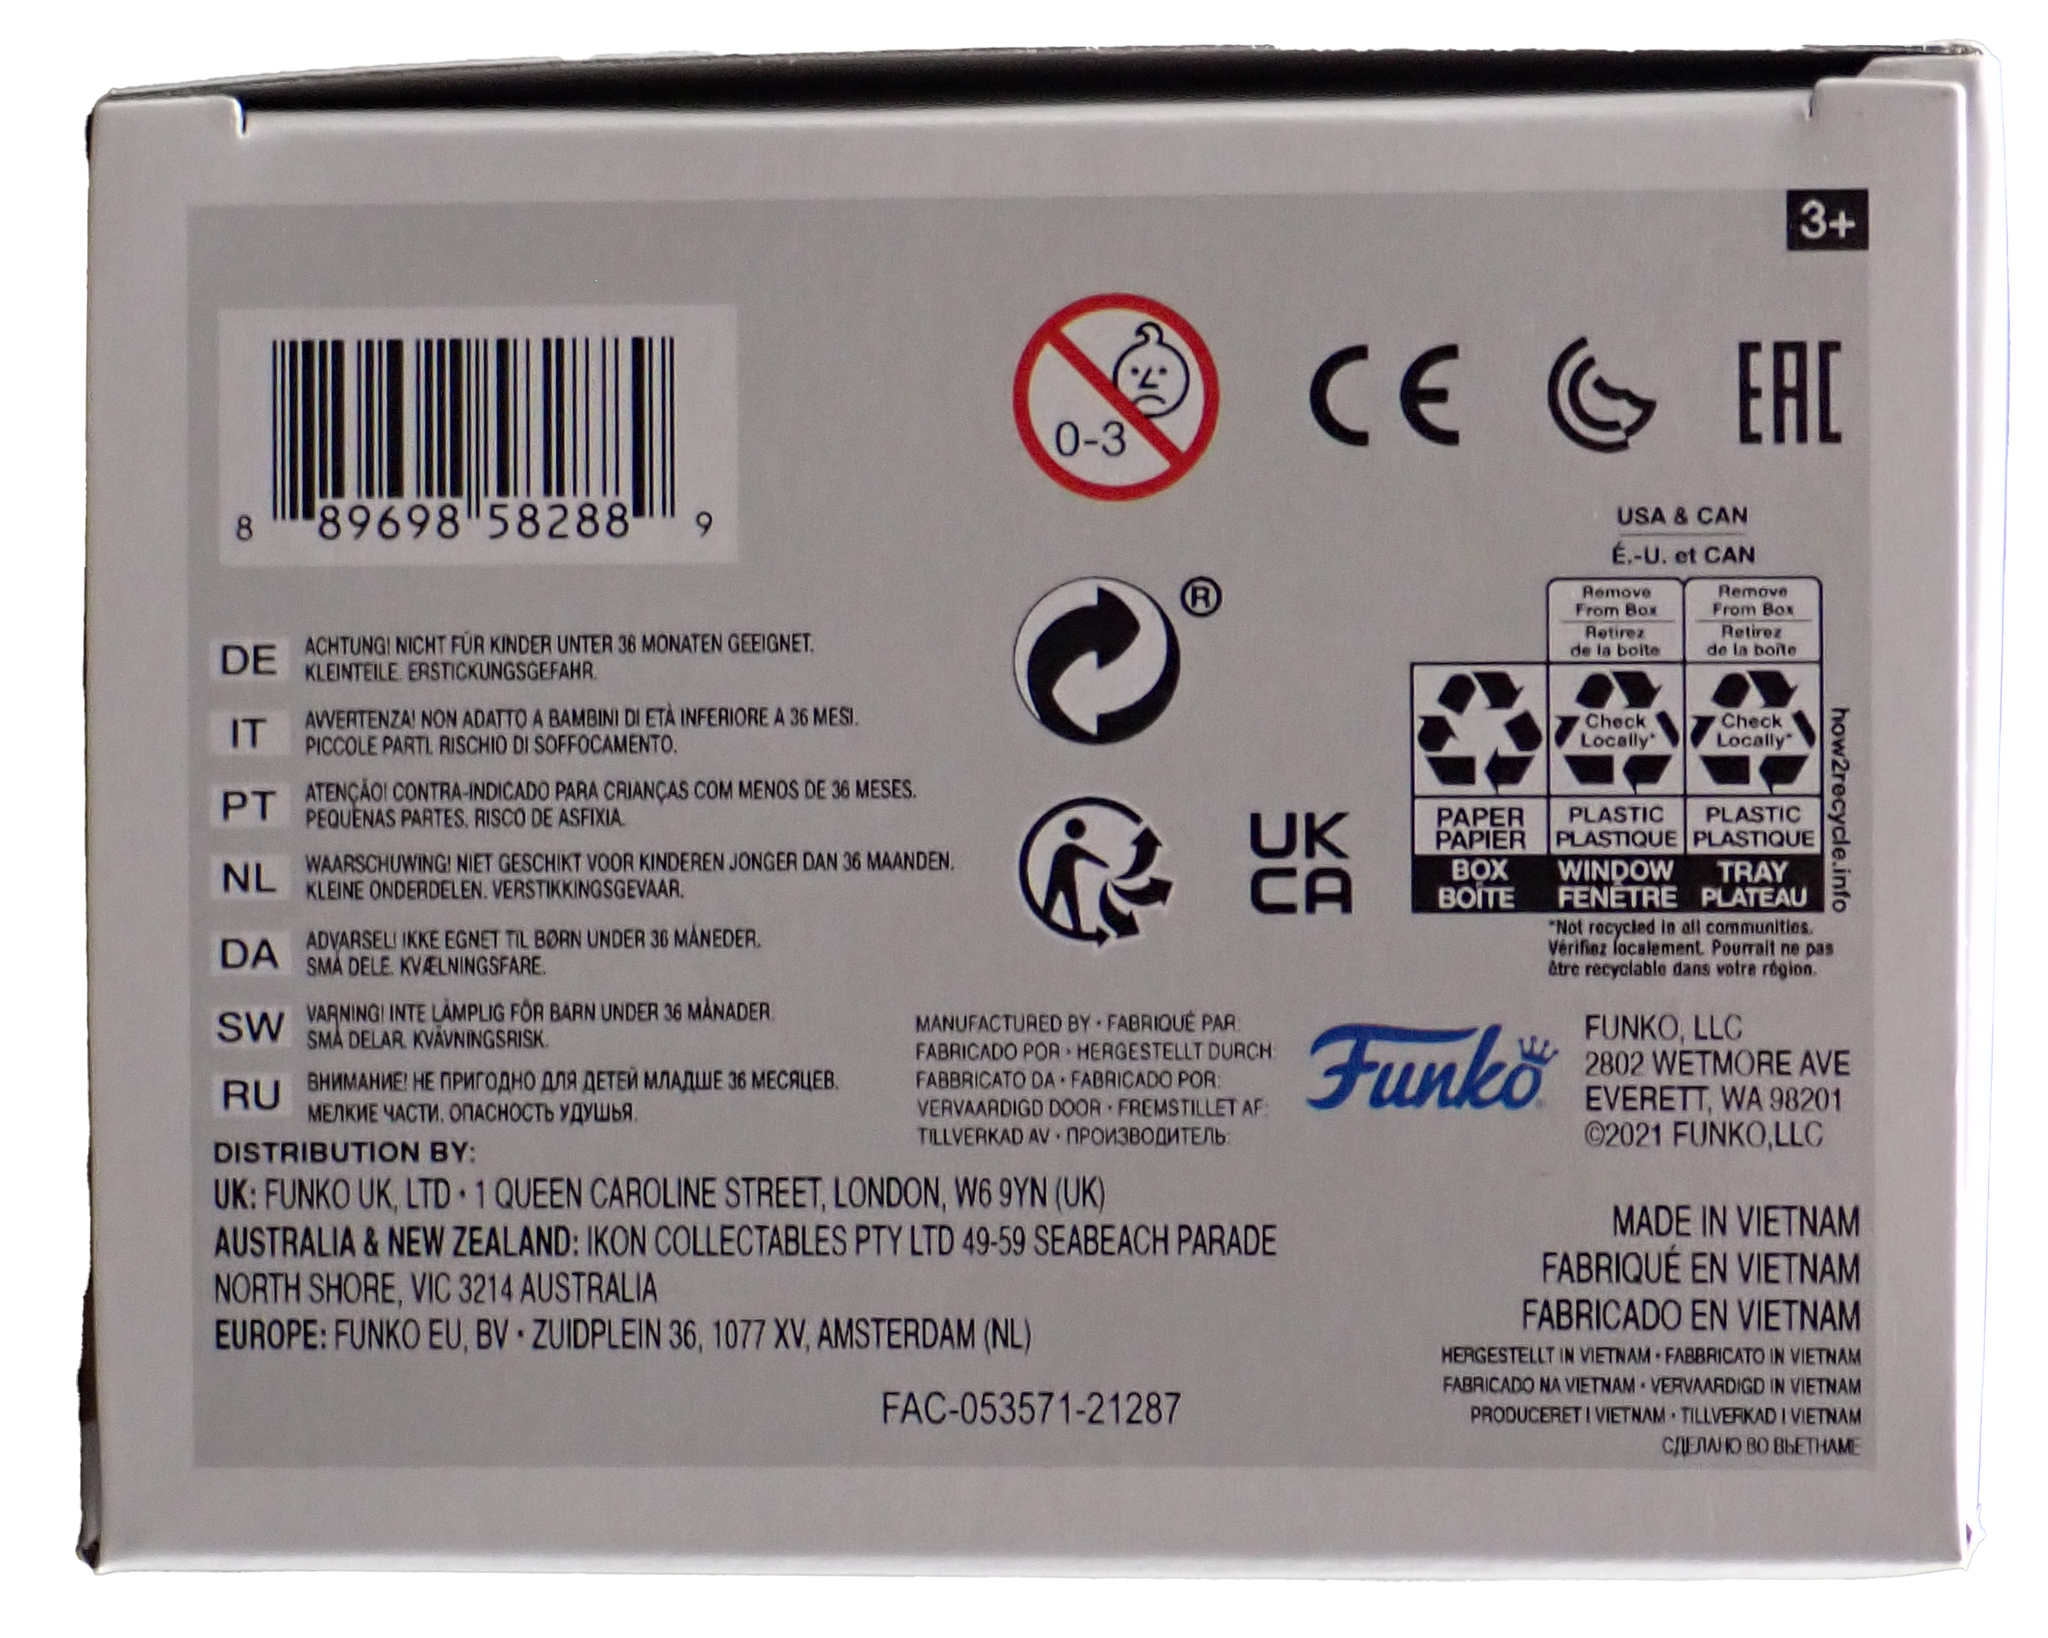 3+
8 89698 58288 9
0-3
CE
EAC
USA & CAN
É.-U. et CAN
Remove
From Box
Retirez
de la boîte
Remove
From Box
Retirez
de la boîte
®
Check
Locally*
Check
Locally*
PAPER
PAPIER
PLASTIC
PLASTIQUE
PLASTIC
PLASTIQUE
BOX
BOÎTE
WINDOW
FENÊTRE
TRAY
PLATEAU
how2recycle.info
*Not recycled in all communities.
Vérifiez localement. Pourrait ne pas
être recyclable dans votre région.
UK
CA
DE ACHTUNG! NICHT FÜR KINDER UNTER 36 MONATEN GEEIGNET.
KLEINTEILE. ERSTICKUNGSGEFAHR.
IT AVVERTENZA! NON ADATTO A BAMBINI DI ETÀ INFERIORE A 36 MESI.
PICCOLE PARTI. RISCHIO DI SOFFOCAMENTO.
PT ATENÇÃO! CONTRA-INDICADO PARA CRIANÇAS COM MENOS DE 36 MESES.
PEQUENAS PARTES. RISCO DE ASFIXIA.
NL WAARSCHUWING! NIET GESCHIKT VOOR KINDEREN JONGER DAN 36 MAANDEN.
KLEINE ONDERDELEN. VERSTIKKINGSGEVAAR.
DA ADVARSEL! IKKE EGNET TIL BØRN UNDER 36 MÅNEDER.
SMÅ DELE. KVÆLNINGSFARE.
SW VARNING! INTE LÄMPLIG FÖR BARN UNDER 36 MÅNADER.
SMÅ DELAR. KVÄVNINGSRISK.
RU ВНИМАНИЕ! НЕ ПРИГОДНО ДЛЯ ДЕТЕЙ МЛАДШЕ 36 МЕСЯЦЕВ.
МЕЛКИЕ ЧАСТИ. ОПАСНОСТЬ УДУШЬЯ.
MANUFACTURED BY • FABRIQUÉ PAR:
FABRICADO POR • HERGESTELLT DURCH:
FABBRICATO DA • FABRICADO POR:
VERVAARDIGD DOOR • FREMSTILLET AF:
TILLVERKAD AV • ПРОИЗВОДИТЕЛЬ:
Funko
FUNKO, LLC
2802 WETMORE AVE
EVERETT, WA 98201
©2021 FUNKO,LLC
DISTRIBUTION BY:
UK: FUNKO UK, LTD • 1 QUEEN CAROLINE STREET, LONDON, W6 9YN (UK)
AUSTRALIA & NEW ZEALAND: IKON COLLECTABLES PTY LTD 49-59 SEABEACH PARADE
NORTH SHORE, VIC 3214 AUSTRALIA
EUROPE: FUNKO EU, BV • ZUIDPLEIN 36, 1077 XV, AMSTERDAM (NL)
FAC-053571-21287
MADE IN VIETNAM
FABRIQUÉ EN VIETNAM
FABRICADO EN VIETNAM
HERGESTELLT IN VIETNAM • FABBRICATO IN VIETNAM
FABRICADO NA VIETNAM • VERVAARDIGD IN VIETNAM
PRODUCERET I VIETNAM • TILLVERKAD I VIETNAM
СДЕЛАНО ВО ВЬЕТНАМЕ